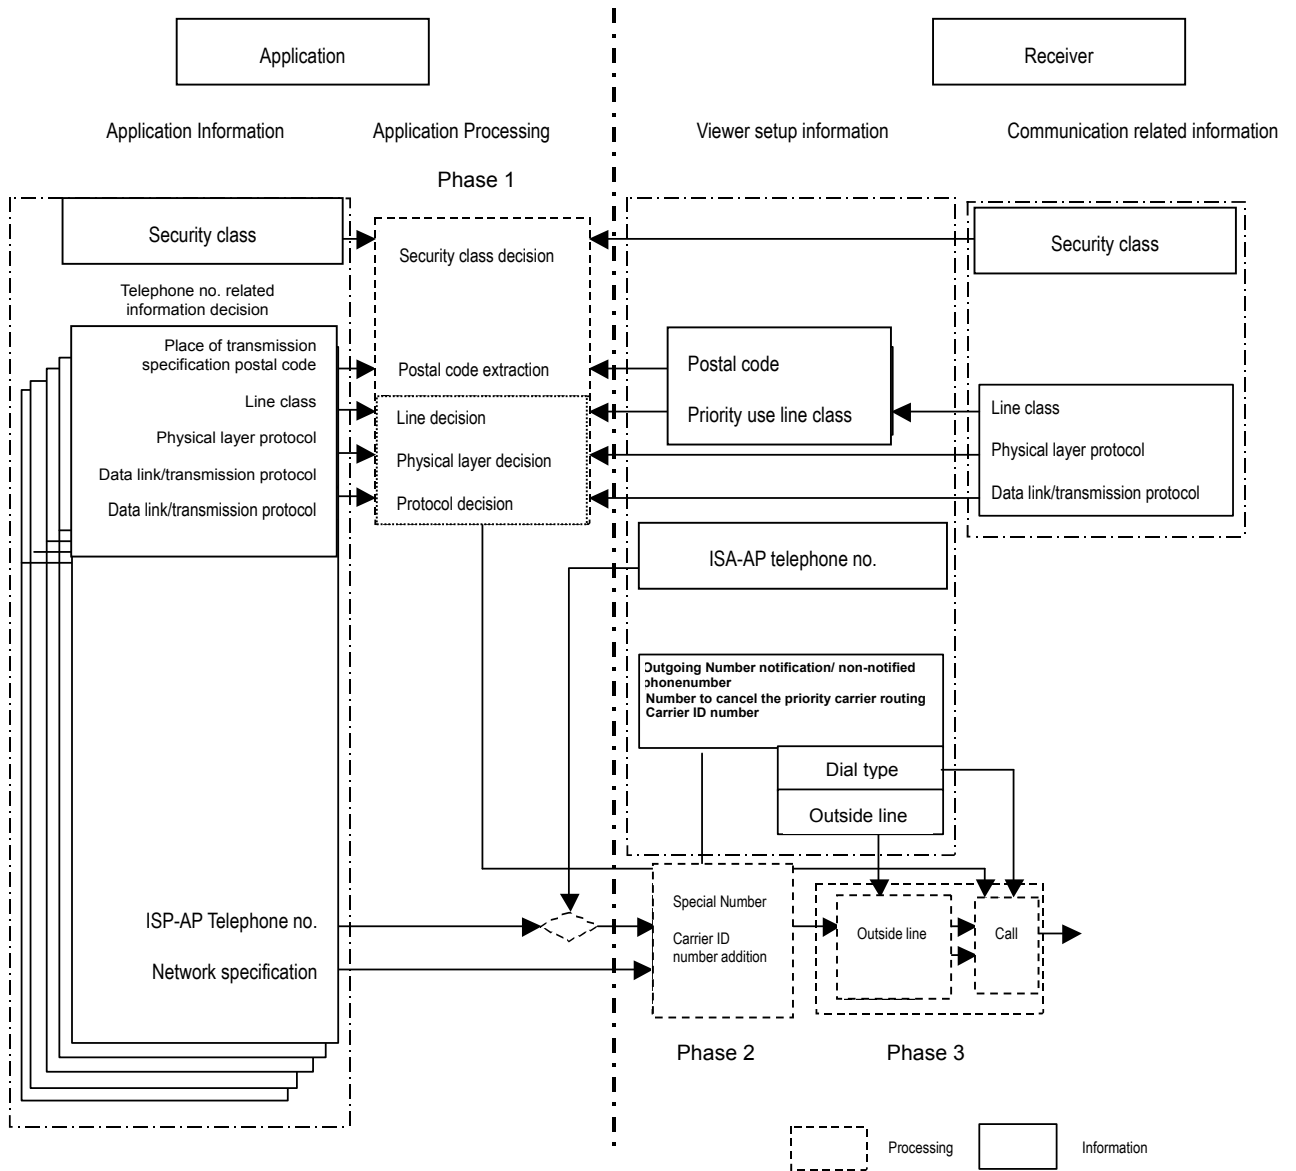 Application
Receiver
Application Information
Application Processing
Viewer setup information
Communication related information
Phase 1
Security class
Security class decision
Security class
Telephone no. related
information decision
Place of transmission
specification postal code
Line class
Physical layer protocol
Data link/transmission protocol
Data link/transmission protocol
Postal code extraction
Line decision
Physical layer decision
Protocol decision
Postal code
Priority use line class
Line class
Physical layer protocol
Data link/transmission protocol
ISA-AP telephone no.
Outgoing Number notification/ non-notified
phonenumber
Number to cancel the priority carrier routing
Carrier ID number
Dial type
Outside line
ISP-AP Telephone no.
Network specification
Special Number
Carrier ID
number addition
Outside line
Call
Phase 2
Phase 3
Processing
Information